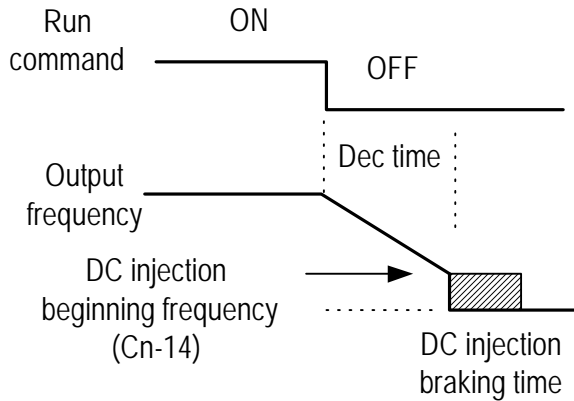 Run
command
ON
OFF
Dec time
Output
frequency
DC injection
beginning frequency
(Cn-14)
DC injection
braking time